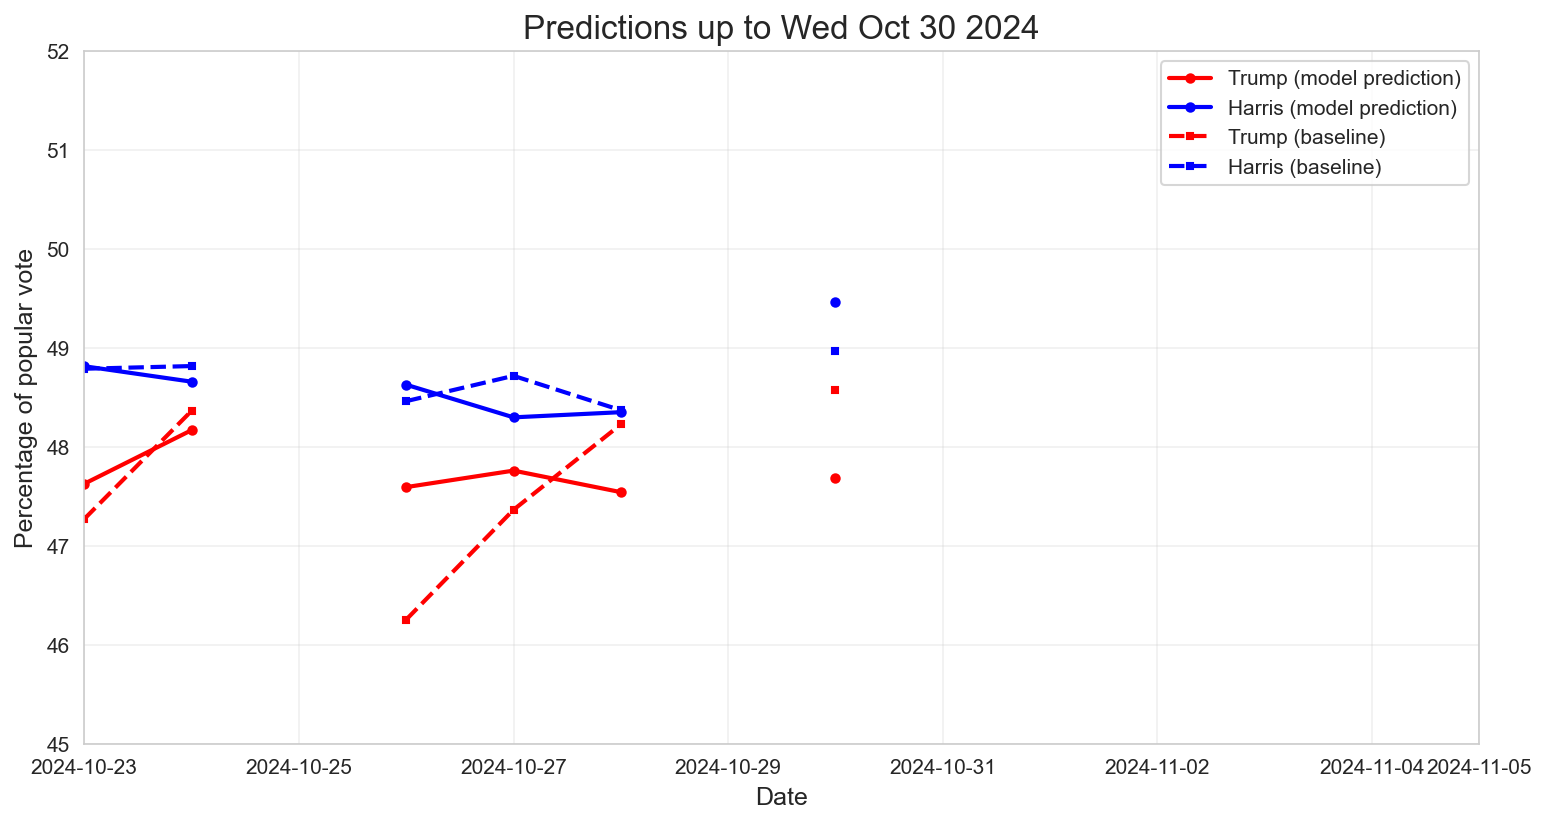 Predictions up to Wed Oct 30 2024
Trump (model prediction)
Harris (model prediction)
Trump (baseline)
Harris (baseline)
Percentage of popular vote
52
51
50
49
48
47
46
45
2024-10-23
2024-10-25
2024-10-27
2024-10-29
2024-10-31
2024-11-02
2024-11-04
2024-11-05
Date